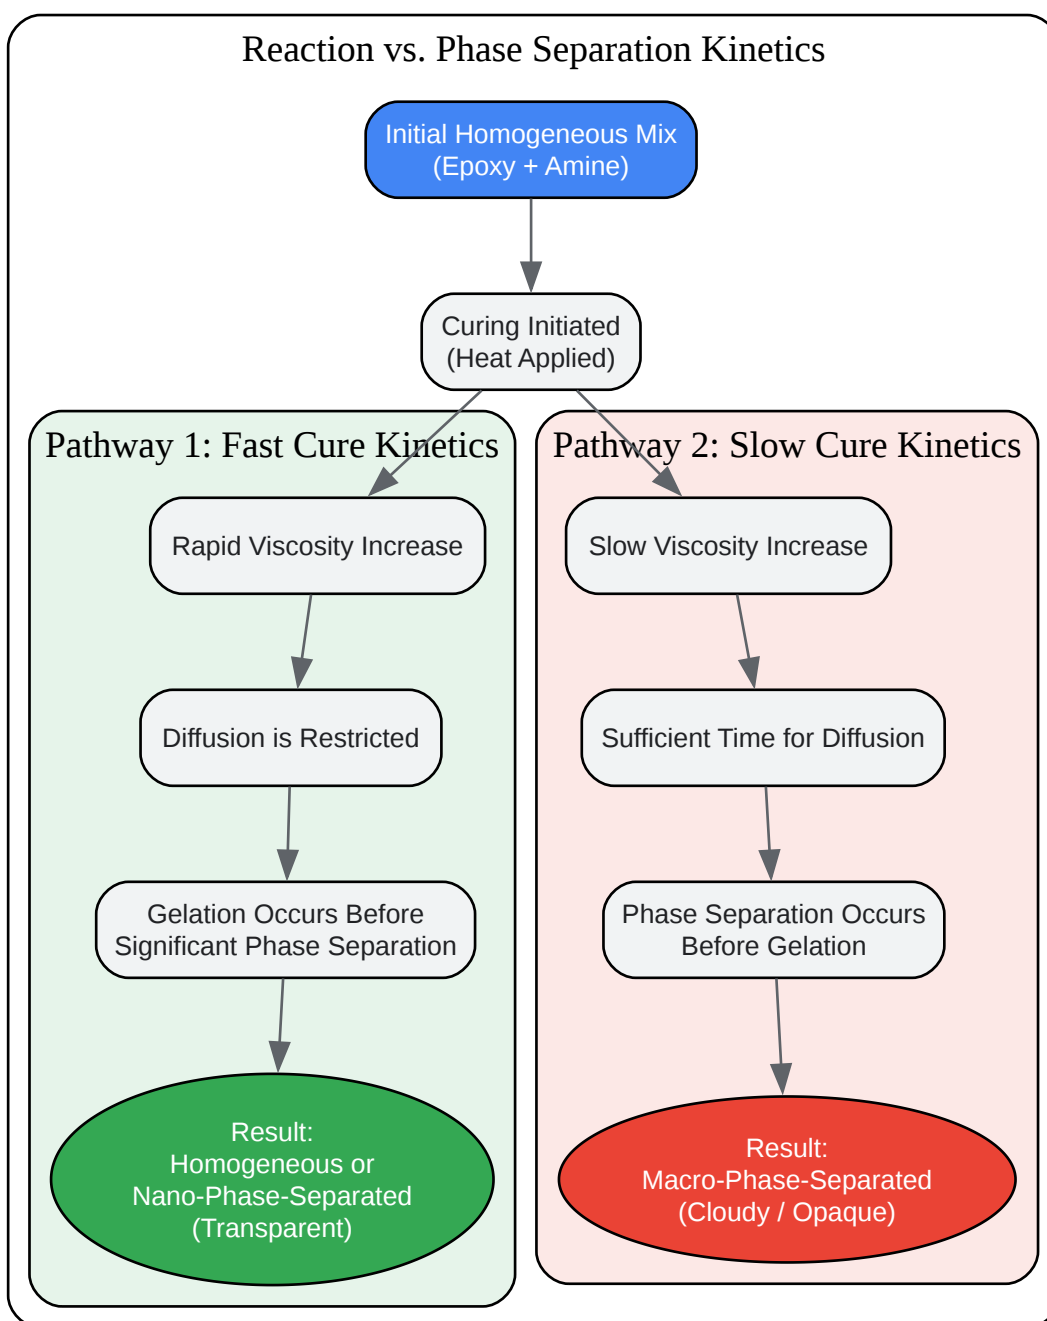 Reaction vs. Phase Separation Kinetics
Initial Homogeneous Mix
(Epoxy + Amine)
Curing Initiated
(Heat Applied)
Pathway 1: Fast Cure Kinetics
Rapid Viscosity Increase
Diffusion is Restricted
Gelation Occurs Before
Significant Phase Separation
Result:
Homogeneous or
Nano-Phase-Separated
(Transparent)
Pathway 2: Slow Cure Kinetics
Slow Viscosity Increase
Sufficient Time for Diffusion
Phase Separation Occurs
Before Gelation
Result:
Macro-Phase-Separated
(Cloudy / Opaque)